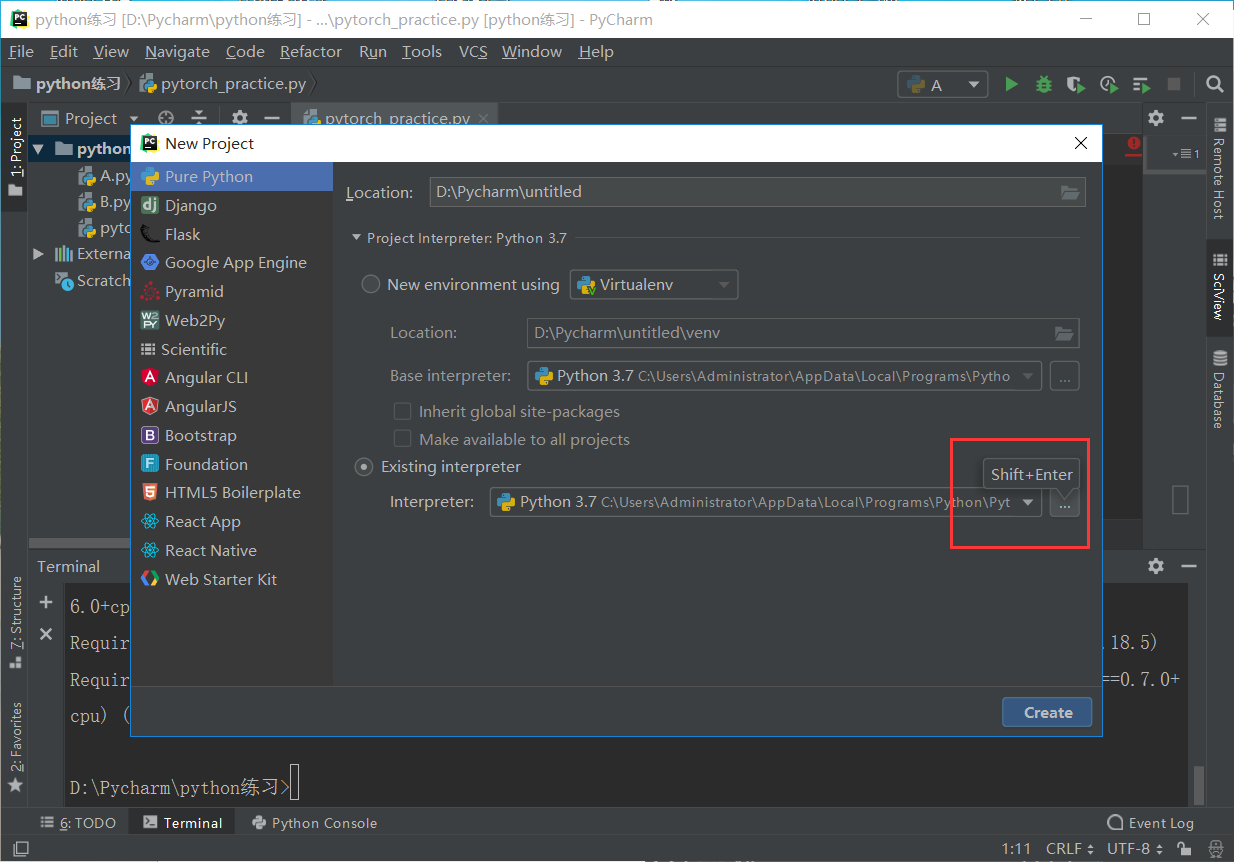 python练习 [D:\Pycharm\python练习] - ...\pytorch_practice.py [python练习] - PyCharm
File Edit View Navigate Code Refactor Run Tools VCS Window Help
python练习 pytorch_practice.py A
Project pytorch_practice.py
1: Project
python
A.py
B.py
pyto
Externa
Scratch
1
Remote Host
SciView
Database
New Project
Pure Python
Django
Flask
Google App Engine
Pyramid
Web2Py
Scientific
Angular CLI
AngularJS
Bootstrap
Foundation
HTML5 Boilerplate
React App
React Native
Web Starter Kit
Location: D:\Pycharm\untitled
Project Interpreter: Python 3.7
New environment using Virtualenv
Location: D:\Pycharm\untitled\venv
Base interpreter: Python 3.7 C:\Users\Administrator\AppData\Local\Programs\Pytho ...
Inherit global site-packages
Make available to all projects
Existing interpreter
Shift+Enter
Interpreter: Python 3.7 C:\Users\Administrator\AppData\Local\Programs\Python\Pyt ...
Create
Terminal
7: Structure
2: Favorites
6.0+cp
Requir .18.5)
Requir ==0.7.0+
cpu) (
D:\Pycharm\python练习>
6: TODO Terminal Python Console Event Log
1:11 CRLF UTF-8